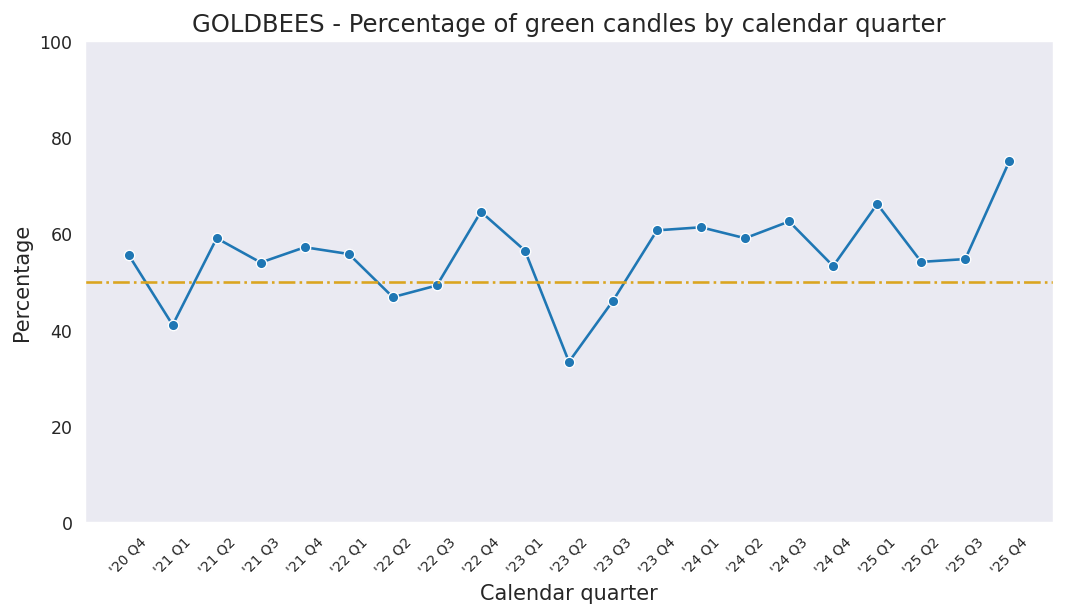 GOLDBEES - Percentage of green candles by calendar quarter
100
80
60
40
20
0
Percentage
'20 Q4
'21 Q1
'21 Q2
'21 Q3
'21 Q4
'22 Q1
'22 Q2
'22 Q3
'22 Q4
'23 Q1
'23 Q2
'23 Q3
'23 Q4
'24 Q1
'24 Q2
'24 Q3
'24 Q4
'25 Q1
'25 Q2
'25 Q3
'25 Q4
Calendar quarter